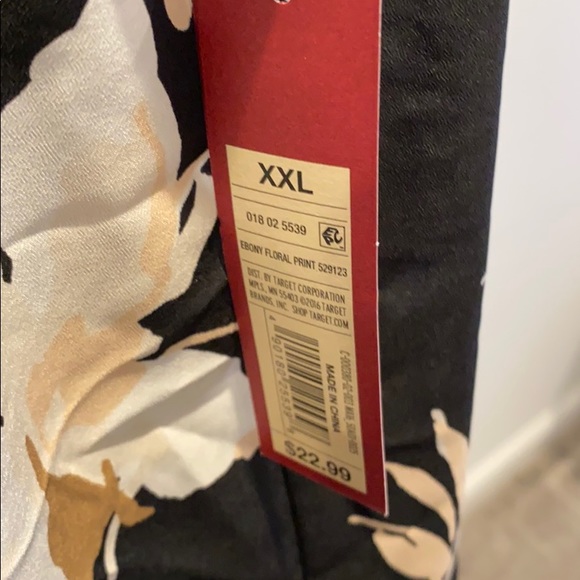 XXL
018 02 5539
EBONY FLORAL PRINT 529123
DIST. BY TARGET CORPORATION
MPLS., MN 55403 ©2016 TARGET
BRANDS, INC. SHOP TARGET.COM
MADE IN CHINA
$22.99